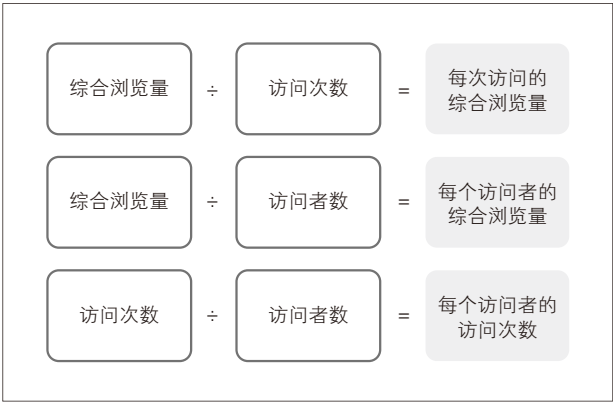 综合浏览量 ÷ 访问次数 = 每次访问的
综合浏览量
综合浏览量 ÷ 访问者数 = 每个访问者的
综合浏览量
访问次数 ÷ 访问者数 = 每个访问者的
访问次数